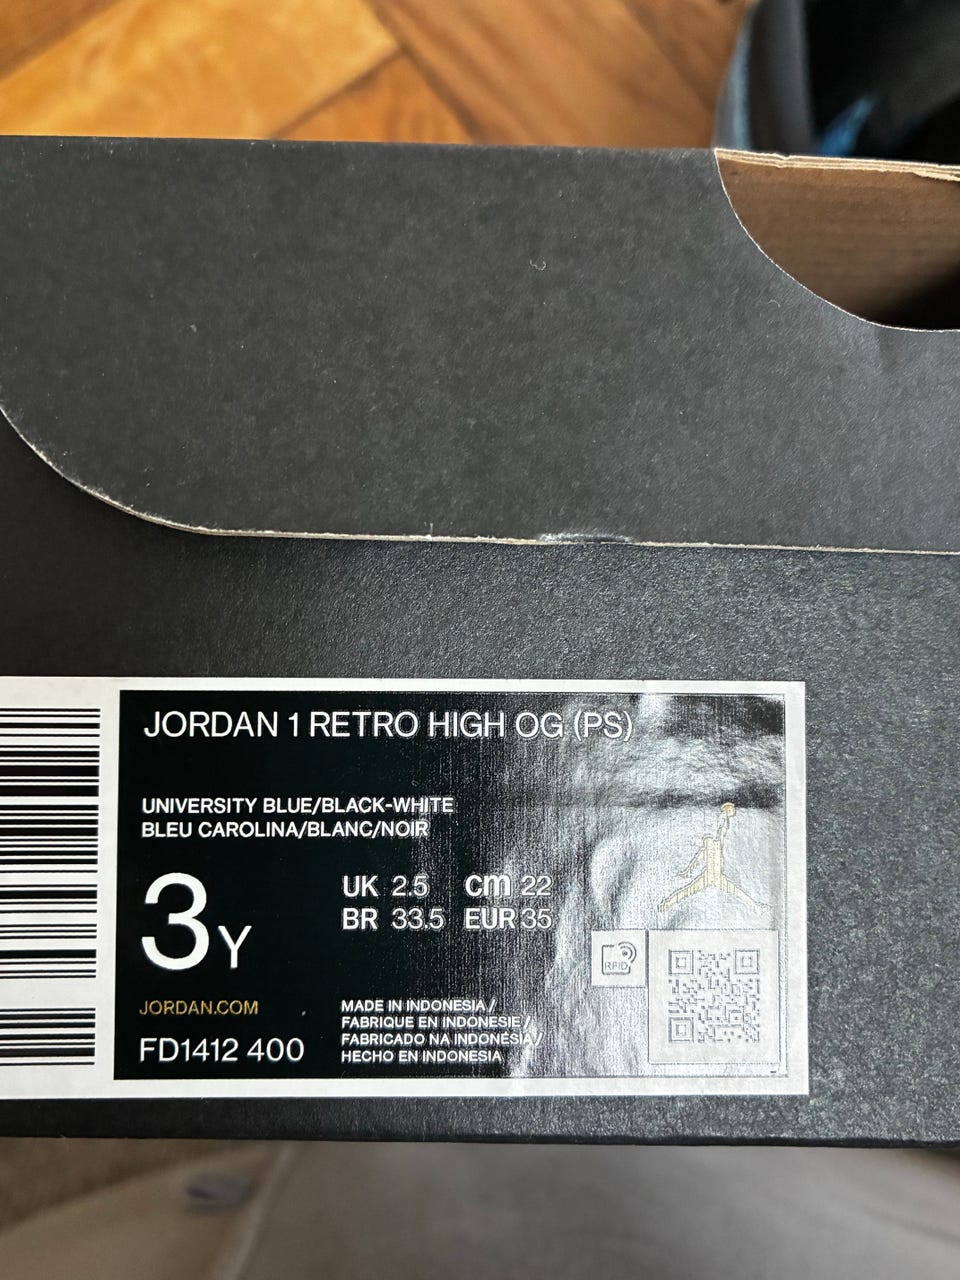 JORDAN 1 RETRO HIGH OG (PS)
UNIVERSITY BLUE/BLACK-WHITE
BLEU CAROLINA/BLANC/NOIR
3Y
UK 2.5 cm 22
BR 33.5 EUR 35
RFID
JORDAN.COM
FD1412 400
MADE IN INDONESIA /
FABRIQUE EN INDONESIE /
FABRICADO NA INDONESIA /
HECHO EN INDONESIA